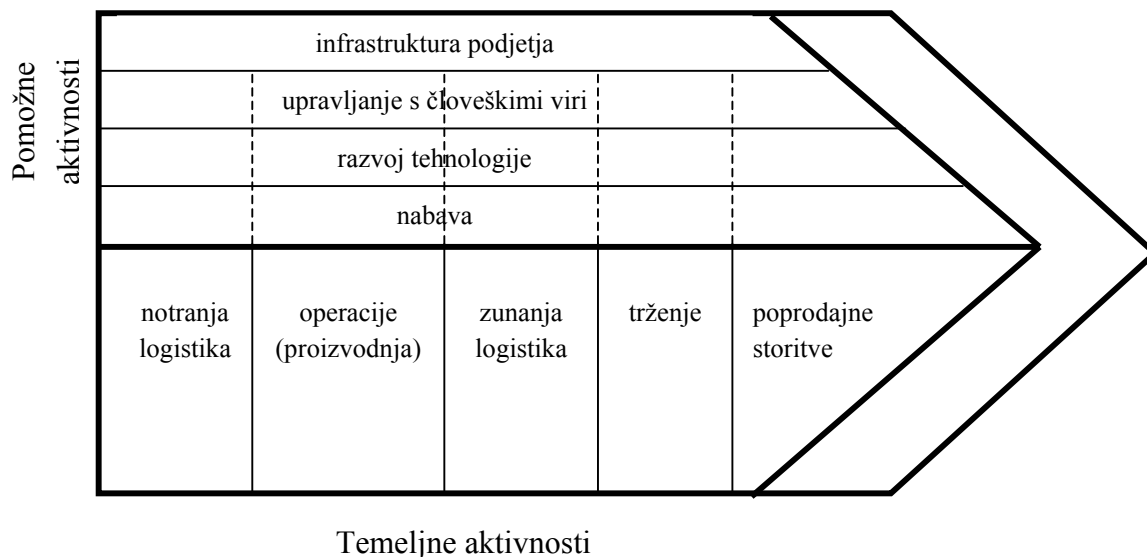 Pomožne
aktivnosti
infrastruktura podjetja
upravljanje s človeškimi viri
razvoj tehnologije
nabava
notranja
logistika
operacije
(proizvodnja)
zunanja
logistika
trženje
poprodajne
storitve
Temeljne aktivnosti